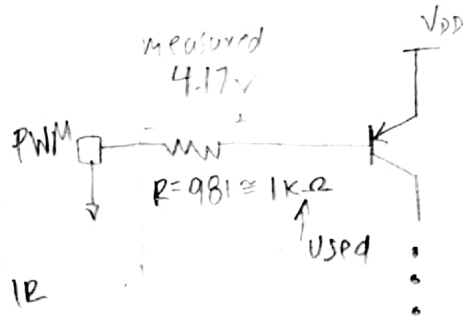 measured
4.17v
VDD
PWM
R=981≅1KΩ
used
IR